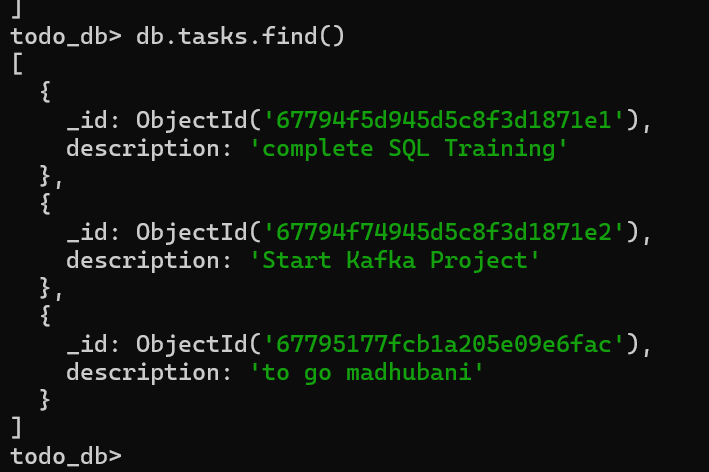 ]
todo_db> db.tasks.find()
[
  {
    _id: ObjectId('67794f5d945d5c8f3d1871e1'),
    description: 'complete SQL Training'
  },
  {
    _id: ObjectId('67794f74945d5c8f3d1871e2'),
    description: 'Start Kafka Project'
  },
  {
    _id: ObjectId('67795177fcb1a205e09e6fac'),
    description: 'to go madhubani'
  }
]
todo_db>